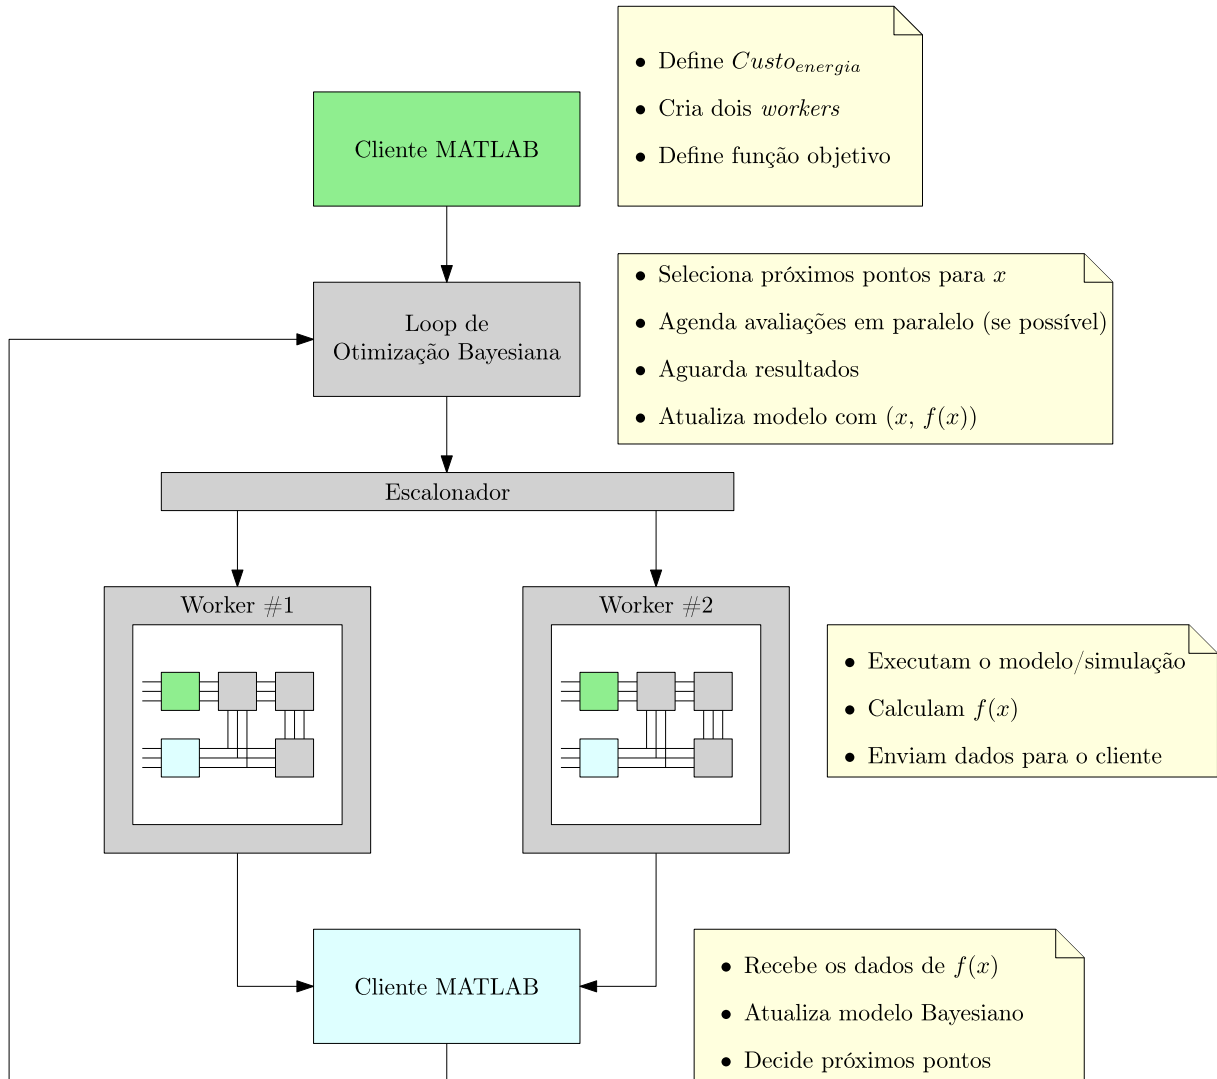 Cliente MATLAB
• Define $Custo_{energia}$
• Cria dois workers
• Define função objetivo
Loop de
Otimização Bayesiana
• Seleciona próximos pontos para $x$
• Agenda avaliações em paralelo (se possível)
• Aguarda resultados
• Atualiza modelo com $(x, f(x))$
Escalonador
Worker #1
Worker #2
• Executam o modelo/simulação
• Calculam $f(x)$
• Enviam dados para o cliente
Cliente MATLAB
• Recebe os dados de $f(x)$
• Atualiza modelo Bayesiano
• Decide próximos pontos